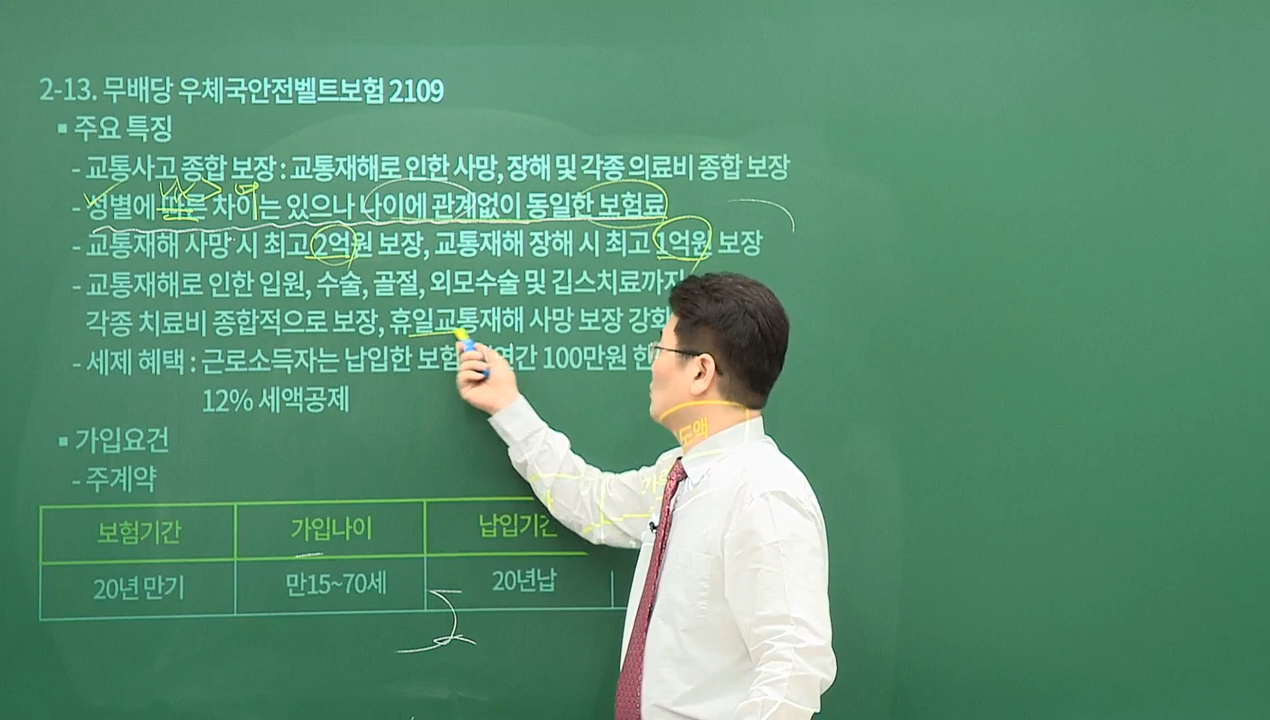 2-13. 무배당 우체국안전벨트보험 2109
▪ 주요 특징
- 교통사고 종합 보장 : 교통재해로 인한 사망, 장해 및 각종 의료비 종합 보장
- 성별에 따른 차이는 있으나 나이에 관계없이 동일한 보험료
- 교통재해 사망 시 최고 2억원 보장, 교통재해 장해 시 최고 1억원 보장
- 교통재해로 인한 입원, 수술, 골절, 외모수술 및 깁스치료까지
각종 치료비 종합적으로 보장, 휴일교통재해 사망 보장 강화
- 세제 혜택 : 근로소득자는 납입한 연간 100만원
12% 세액공제
▪ 가입요건
- 주계약
보험기간 가입나이 납입기간
20년 만기 만15~70세 20년납